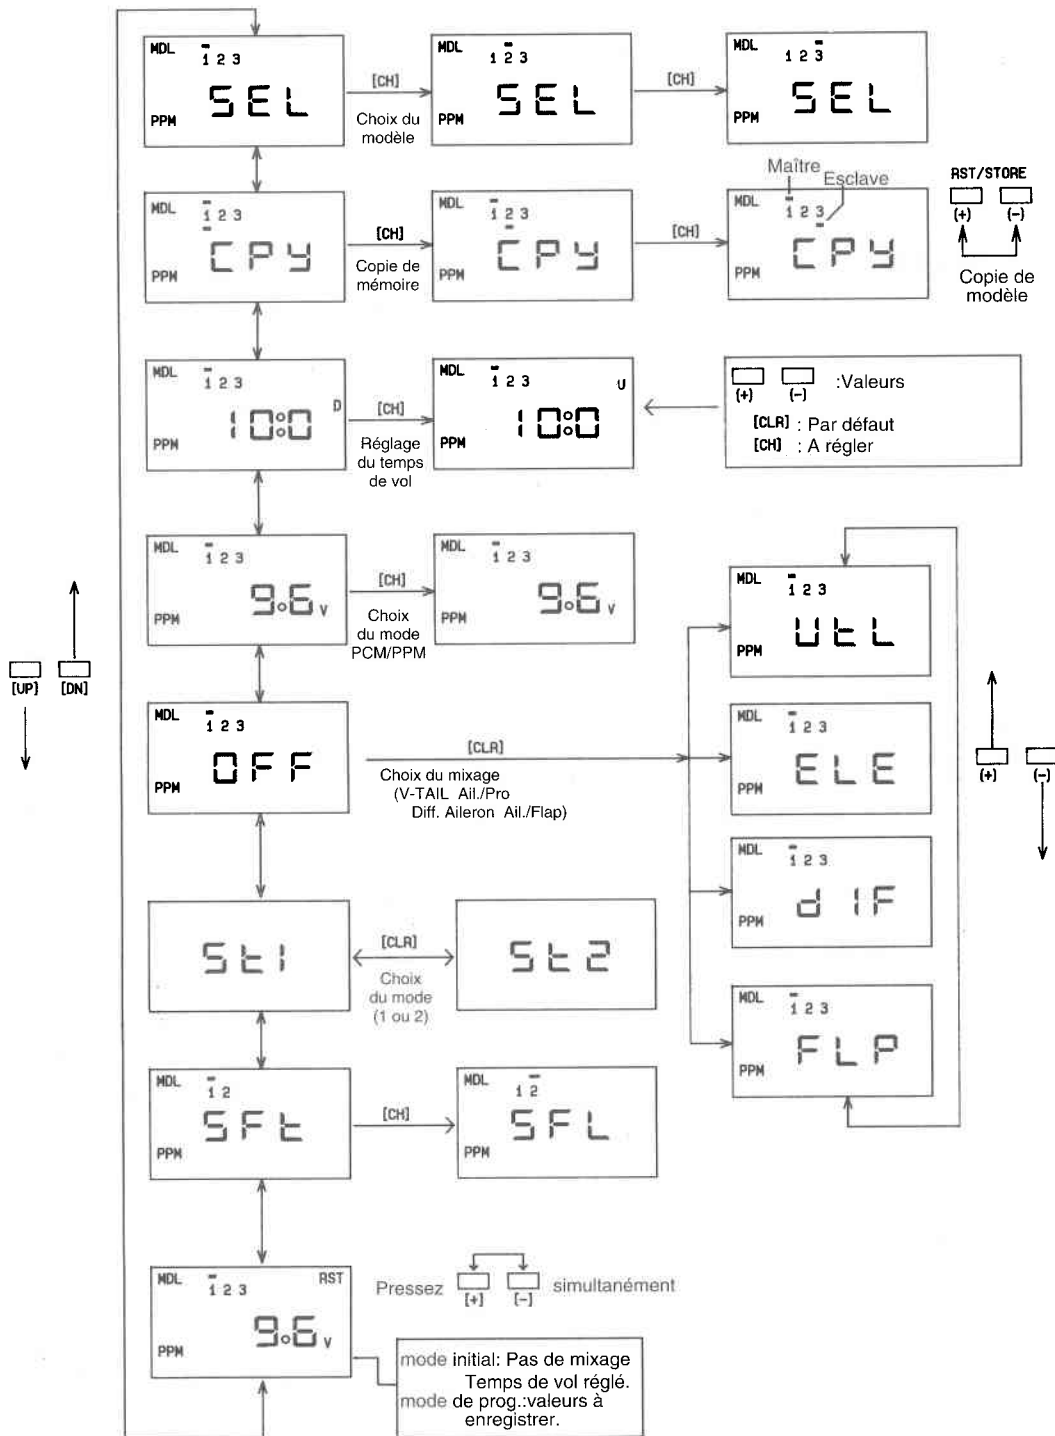 MDL 1 2 3
SEL
PPM
[CH]
Choix du
modèle
MDL 1 2 3
SEL
PPM
[CH]
MDL 1 2 3
SEL
PPM
MDL 1 2 3
CPY
PPM
[CH]
Copie de
mémoire
MDL 1 2 3
CPY
PPM
[CH]
Maître
Esclave
MDL 1 2 3
CPY
PPM
RST/STORE
(+) (-)
Copie de
modèle
MDL 1 2 3
10:0 D
PPM
[CH]
Réglage
du temps
de vol
MDL 1 2 3
U
10:0
PPM
(+) (-) :Valeurs
[CLR] : Par défaut
[CH] : A régler
MDL 1 2 3
9.6 V
PPM
[CH]
Choix
du mode
PCM/PPM
MDL 1 2 3
9.6 V
PPM
[UP] [DN]
MDL 1 2 3
OFF
PPM
[CLR]
Choix du mixage
(V-TAIL Ail./Pro
Diff. Aileron Ail./Flap)
MDL 1 2 3
UtL
PPM
MDL 1 2 3
ELE
PPM
MDL 1 2 3
dIF
PPM
MDL 1 2 3
FLP
PPM
(+) (-)
St1
[CLR]
Choix
du mode
(1 ou 2)
St2
MDL 1 2
SFt
PPM
[CH]
MDL 1 2
SFL
PPM
MDL 1 2 3 RST
9.6 V
PPM
Pressez [+] [-] simultanément
mode initial: Pas de mixage
Temps de vol réglé.
mode de prog.:valeurs à
enregistrer.